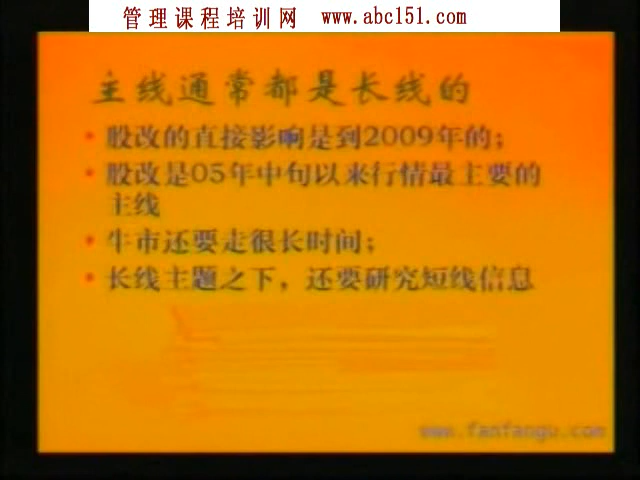 管理课程培训网 www.abc151.com
主线通常都是长线的
• 股改的直接影响是到2009年的；
• 股改是05年中旬以来行情最主要的
主线
• 牛市还要走很长时间；
• 长线主题之下，还要研究短线信息
www.fanfangu.com